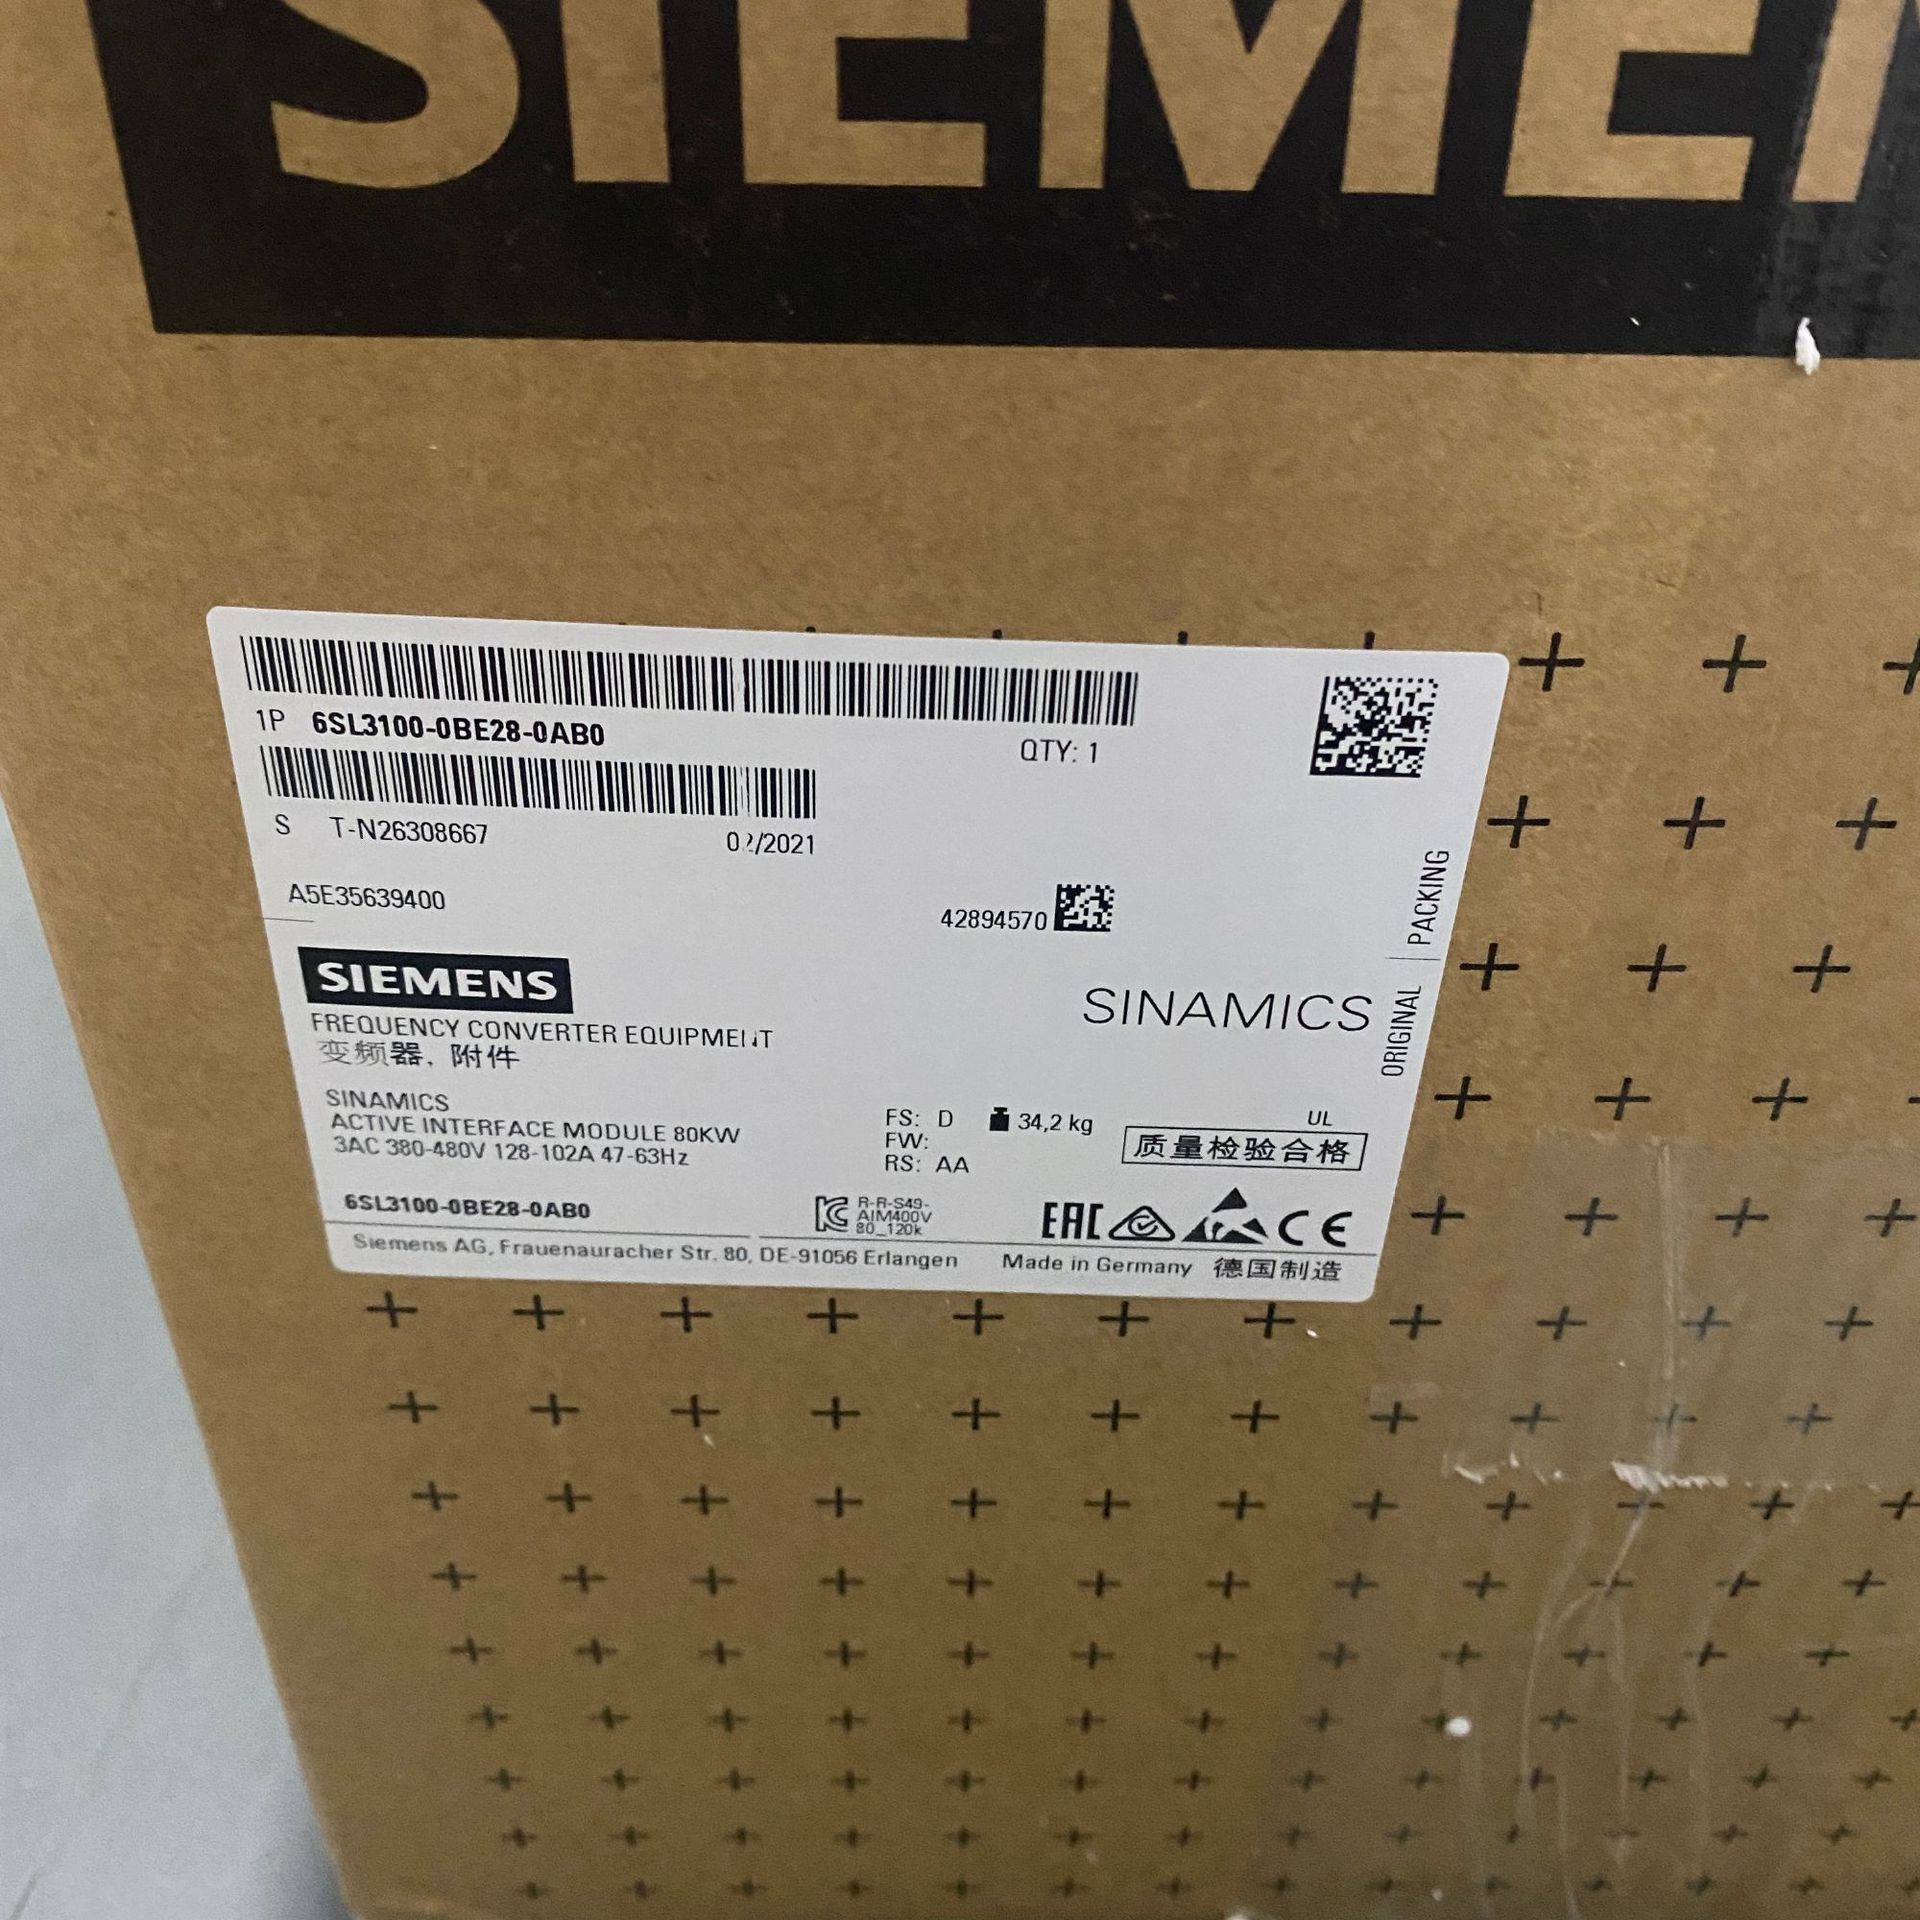 SIEMEN
1P 6SL3100-0BE28-0AB0
QTY: 1
S T-N26308667
02/2021
A5E35639400
42894570
SIEMENS
SINAMICS
ORIGINAL | PACKING
FREQUENCY CONVERTER EQUIPMENT
变频器, 附件
SINAMICS
ACTIVE INTERFACE MODULE 80KW
3AC 380-480V 128-102A 47-63Hz
FS: D 34,2 kg
FW:
RS: AA
UL
质量检验合格
6SL3100-0BE28-0AB0
R-R-S49-
AIM400V
80_120k
EAC CE
Siemens AG, Frauenauracher Str. 80, DE-91056 Erlangen
Made in Germany 德国制造